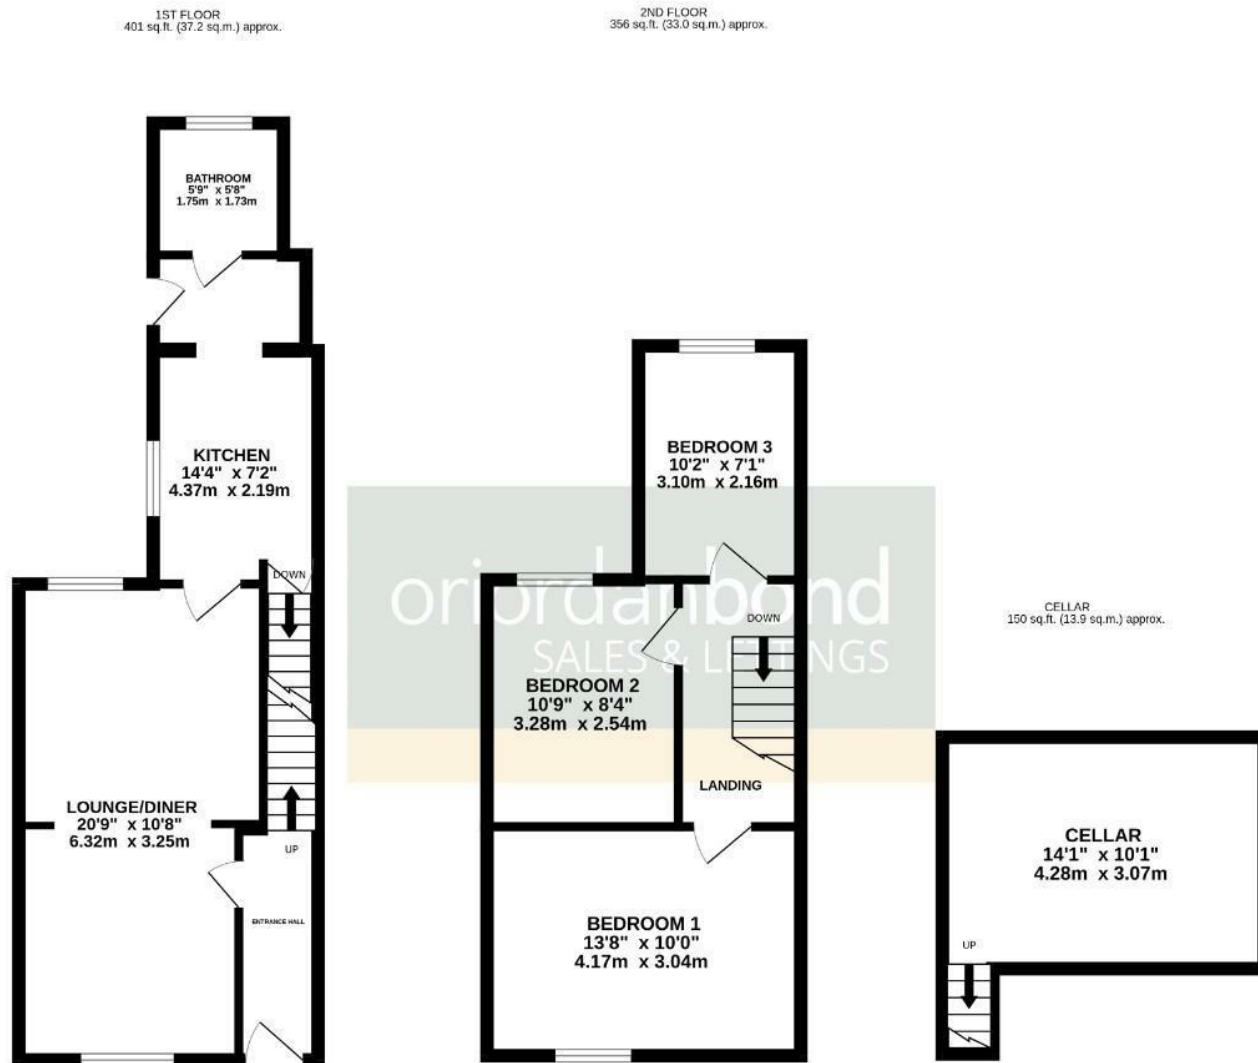 1ST FLOOR
401 sq.ft. (37.2 sq.m.) approx.
BATHROOM
5'9" x 5'8"
1.75m x 1.73m
KITCHEN
14'4" x 7'2"
4.37m x 2.19m
DOWN
LOUNGE/DINER
20'9" x 10'8"
6.32m x 3.25m
UP
ENTRANCE HALL
2ND FLOOR
356 sq.ft. (33.0 sq.m.) approx.
BEDROOM 3
10'2" x 7'1"
3.10m x 2.16m
oriordanbond
SALES & LETTINGS
DOWN
BEDROOM 2
10'9" x 8'4"
3.28m x 2.54m
LANDING
BEDROOM 1
13'8" x 10'0"
4.17m x 3.04m
CELLAR
150 sq.ft. (13.9 sq.m.) approx.
CELLAR
14'1" x 10'1"
4.28m x 3.07m
UP